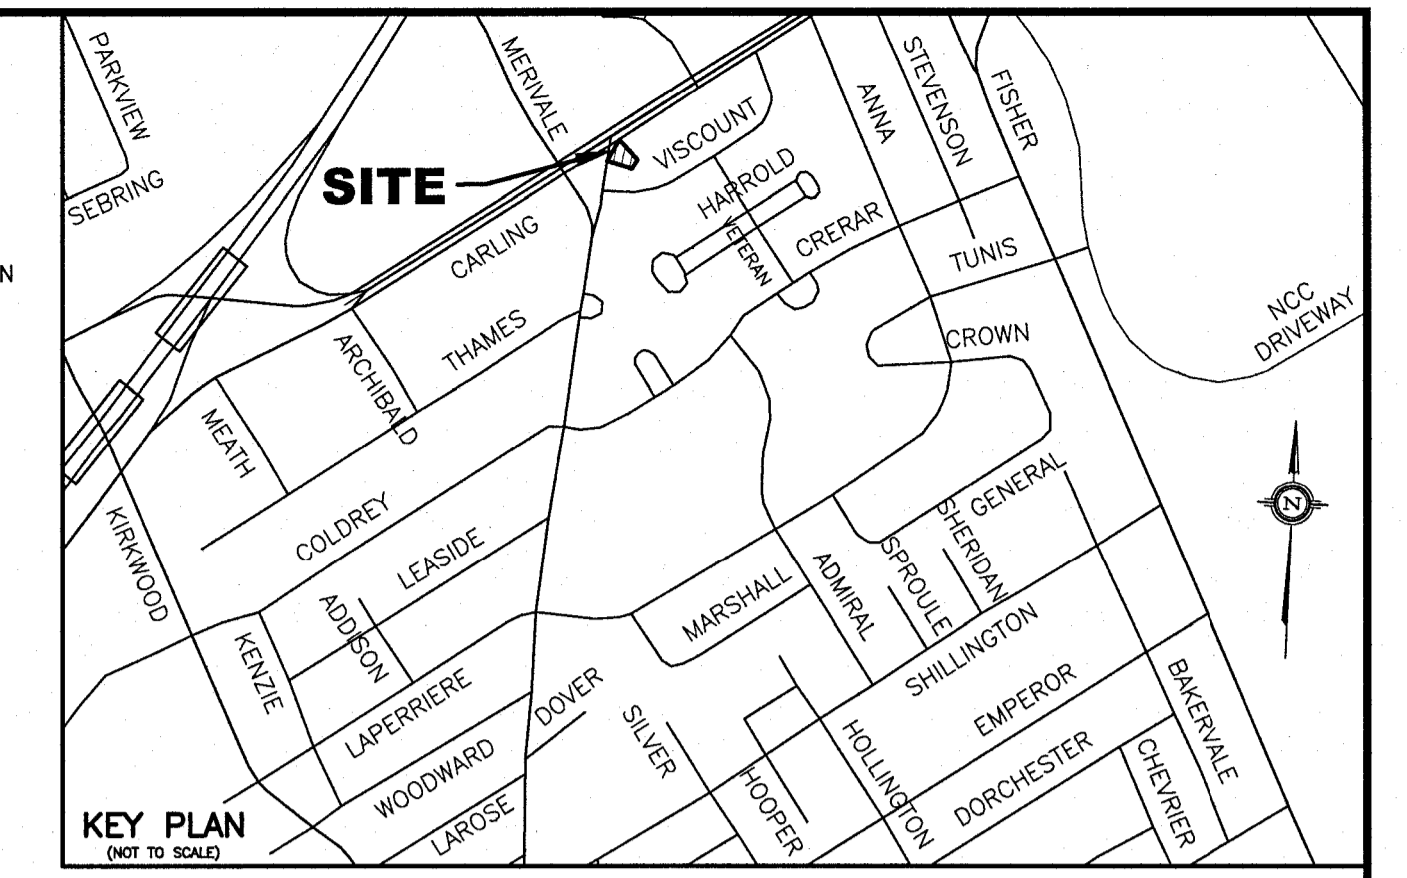 PARKVIEW
SEBRING
MERIVALE
SITE
VISCOUNT
ANNA
STEVENSON
FISHER
HARROLD
VETERAN
CRERAR
TUNIS
CARLING
N
THAMES
ARCHIBALD
CROWN
NCC
DRIVEWAY
MEATH
COLDREY
LEASIDE
KIRKWOOD
ADDISON
KENZIE
GENERAL
SHERIDAN
SPROULE
ADMIRAL
MARSHALL
N
SHILLINGTON
LAPERRIERE
DOVER
WOODWARD
LAROSE
SILVER
HOOPER
HOLLINGTON
EMPEROR
DORCHESTER
BAKERVALE
CHEVRIER
KEY PLAN
(NOT TO SCALE)